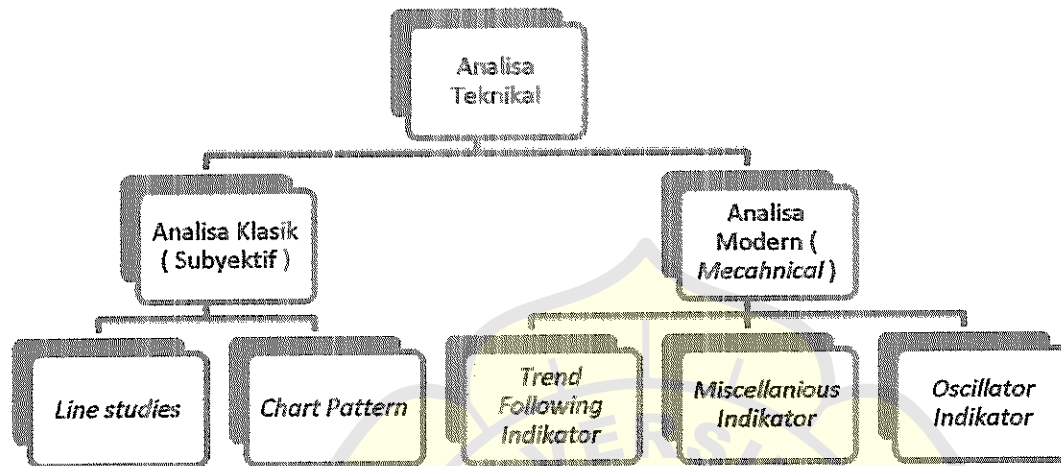 Analisa
Teknikal
Analisa Klasik
( Subyektif )
Analisa
Modern (
Mecahnical )
Line studies
Chart Pattern
Trend
Following
Indikator
Miscellanious
Indikator
Oscillator
Indikator
VERSI